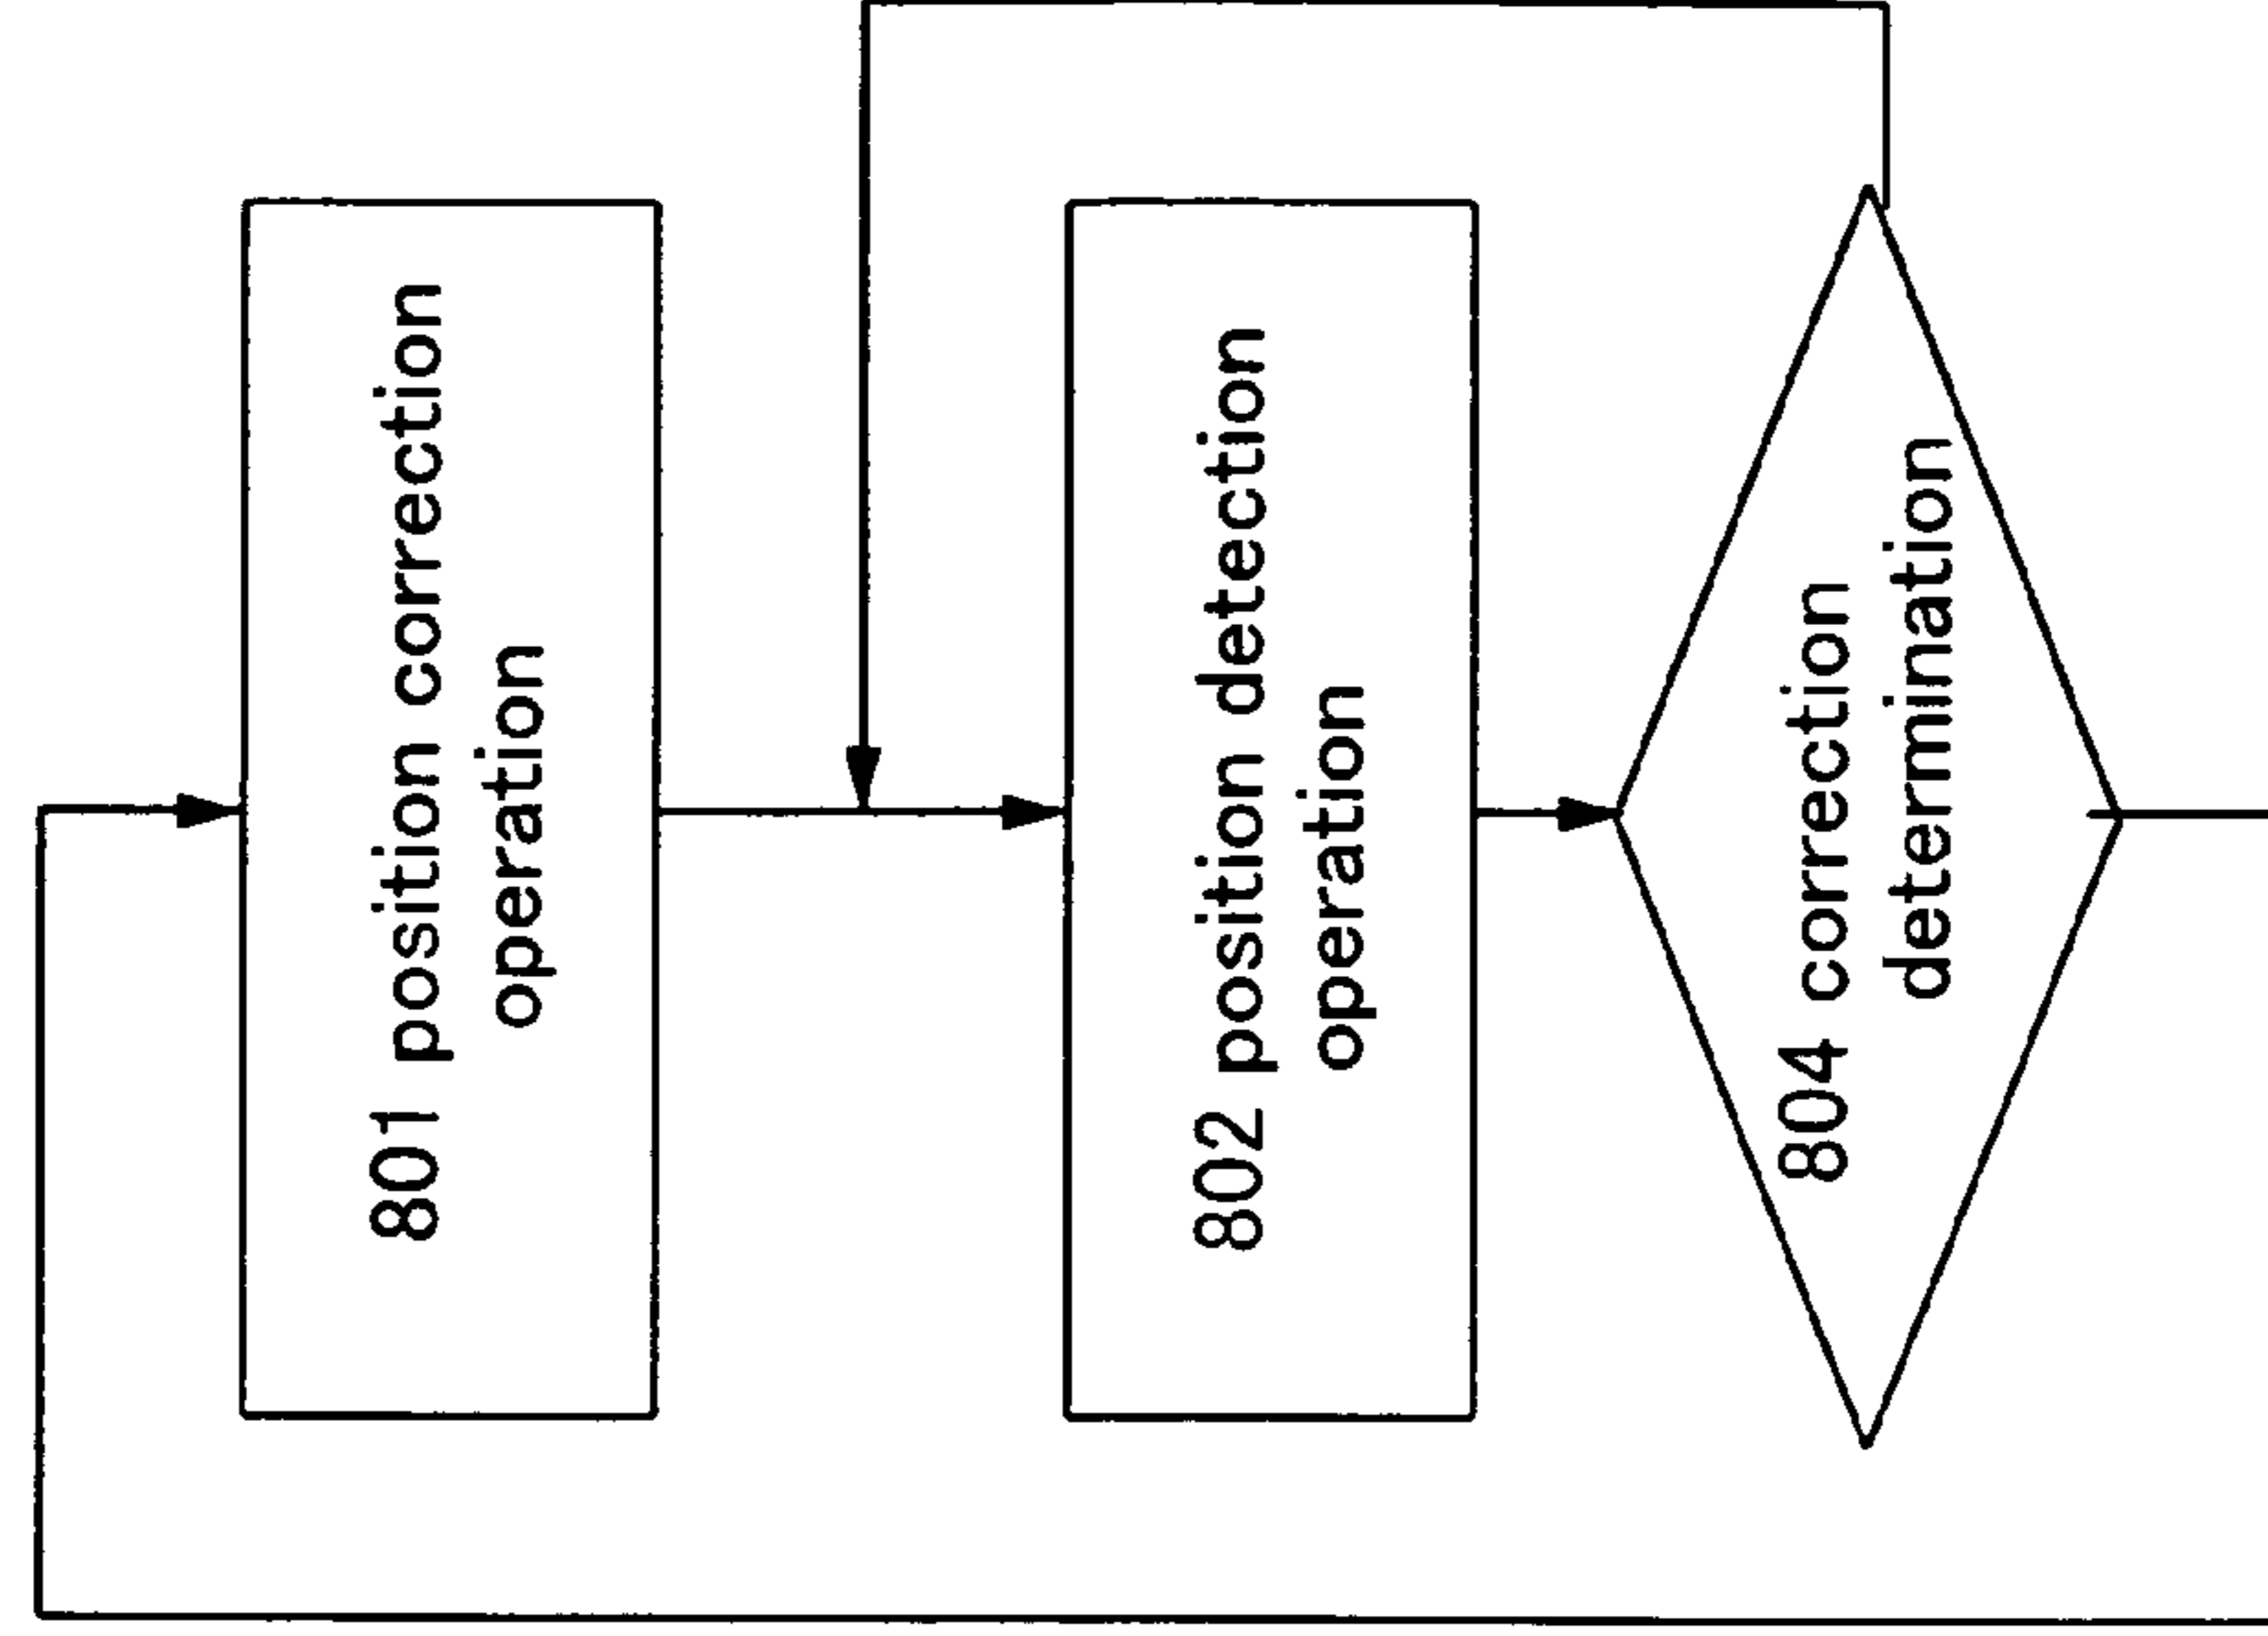 801 position correction
operation
802 position detection
operation
804 correction
determination